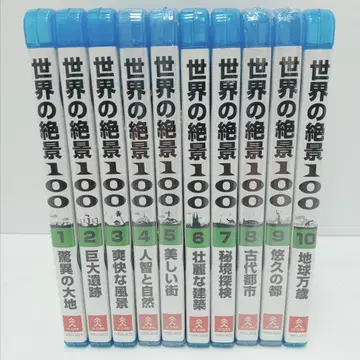 世界の絶景100
1
驚異の大地
世界の絶景100
2
巨大遺跡
世界の絶景100
3
爽快な風景
世界の絶景100
4
人智と自然
世界の絶景100
5
美しい街
世界の絶景100
6
壮麗な建築
世界の絶景100
7
秘境探検
世界の絶景100
8
古代都市
世界の絶景100
9
悠久の都
世界の絶景100
10
地球万歳